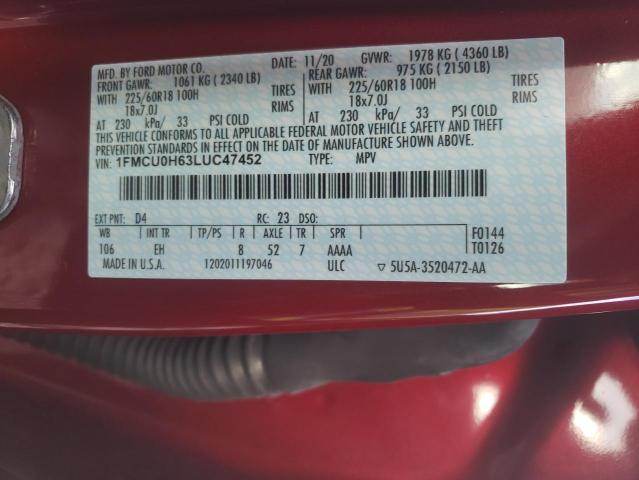 MFD. BY FORD MOTOR CO. DATE: 11/20 GVWR: 1978 KG ( 4360 LB)
FRONT GAWR: 1061 KG ( 2340 LB) REAR GAWR: 975 KG ( 2150 LB)
WITH 225/60R18 100H TIRES WITH 225/60R18 100H TIRES
18x7.0J RIMS 18x7.0J RIMS
AT 230 kPa/ 33 PSI COLD AT 230 kPa/ 33 PSI COLD
THIS VEHICLE CONFORMS TO ALL APPLICABLE FEDERAL MOTOR VEHICLE SAFETY AND THEFT
PREVENTION STANDARDS IN EFFECT ON THE DATE OF MANUFACTURE SHOWN ABOVE.
VIN: 1FMCU0H63LUC47452 TYPE: MPV
EXT PNT: D4 RC: 23 DSO:
WB INT TR TP/PS R AXLE TR SPR F0144
106 EH 8 52 7 AAAA T0126
MADE IN U.S.A. 1202011197046 ULC ▽ 5U5A-3520472-AA